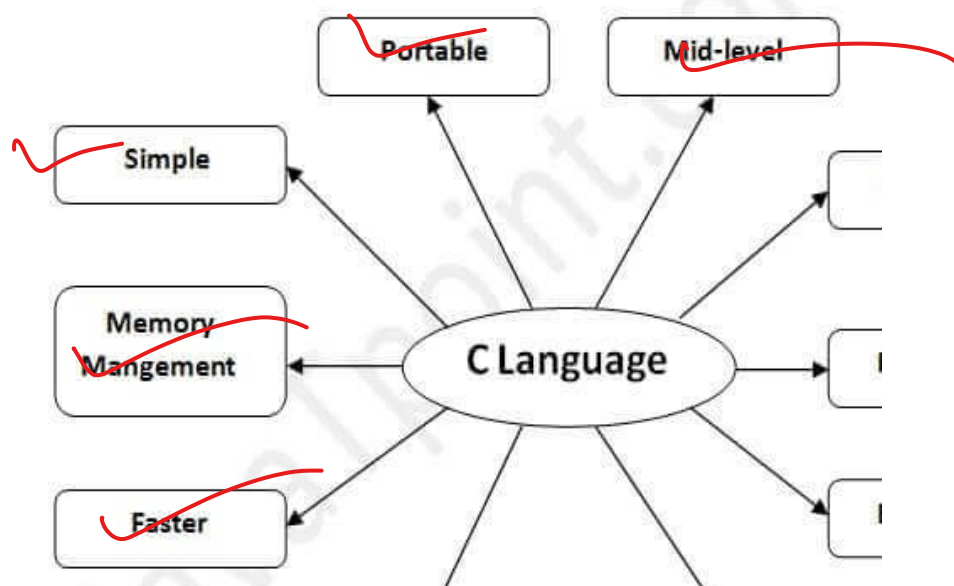 Portable
Mid-level
Simple
Memory
Mangement
C Language
Faster